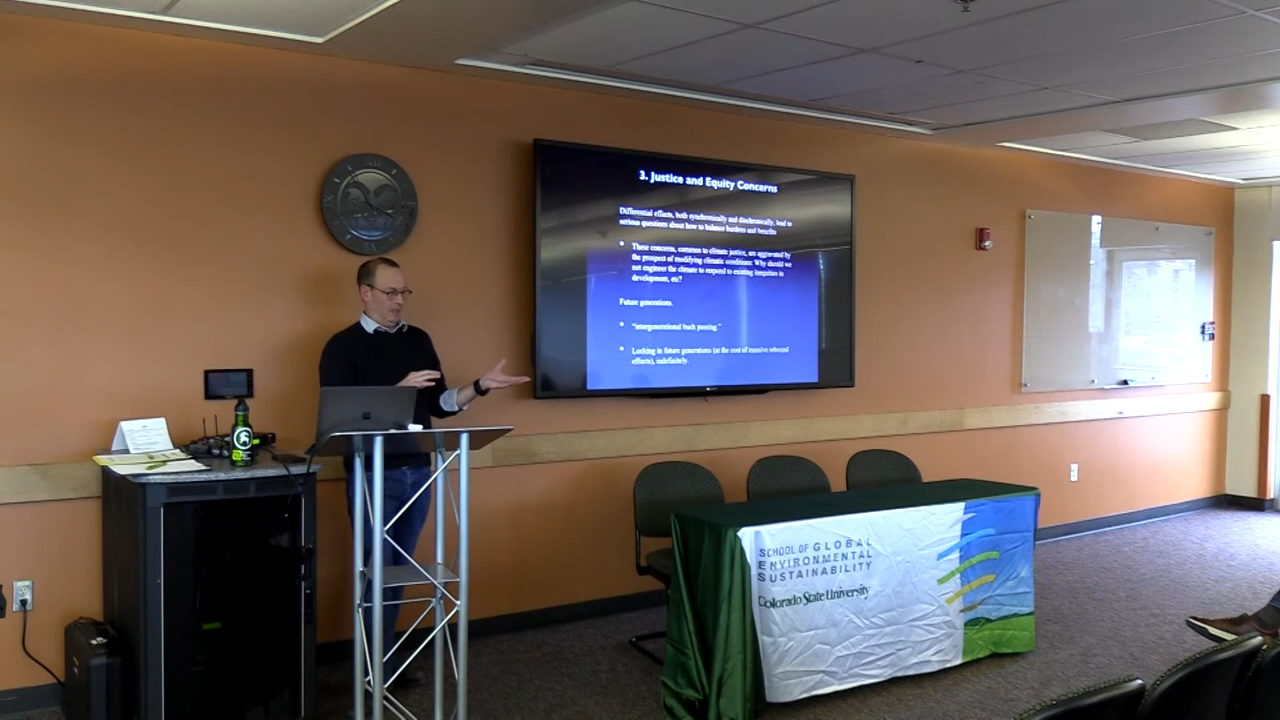 3. Justice and Equity Concerns
Differential effects, both synchronically and diachronically, lead to
serious questions about how to balance burdens and benefits
• These concerns, common to climate justice, are aggravated by
the prospect of modifying climatic conditions: Why should we
not engineer the climate to respond to existing inequities in
development, etc?
Future generations.
• "intergenerational buck passing."
• Locking in future generations (at the cost of massive rebound
effects), indefinitely.
SCHOOL OF GLOBAL
ENVIRONMENTAL
SUSTAINABILITY
Colorado State University